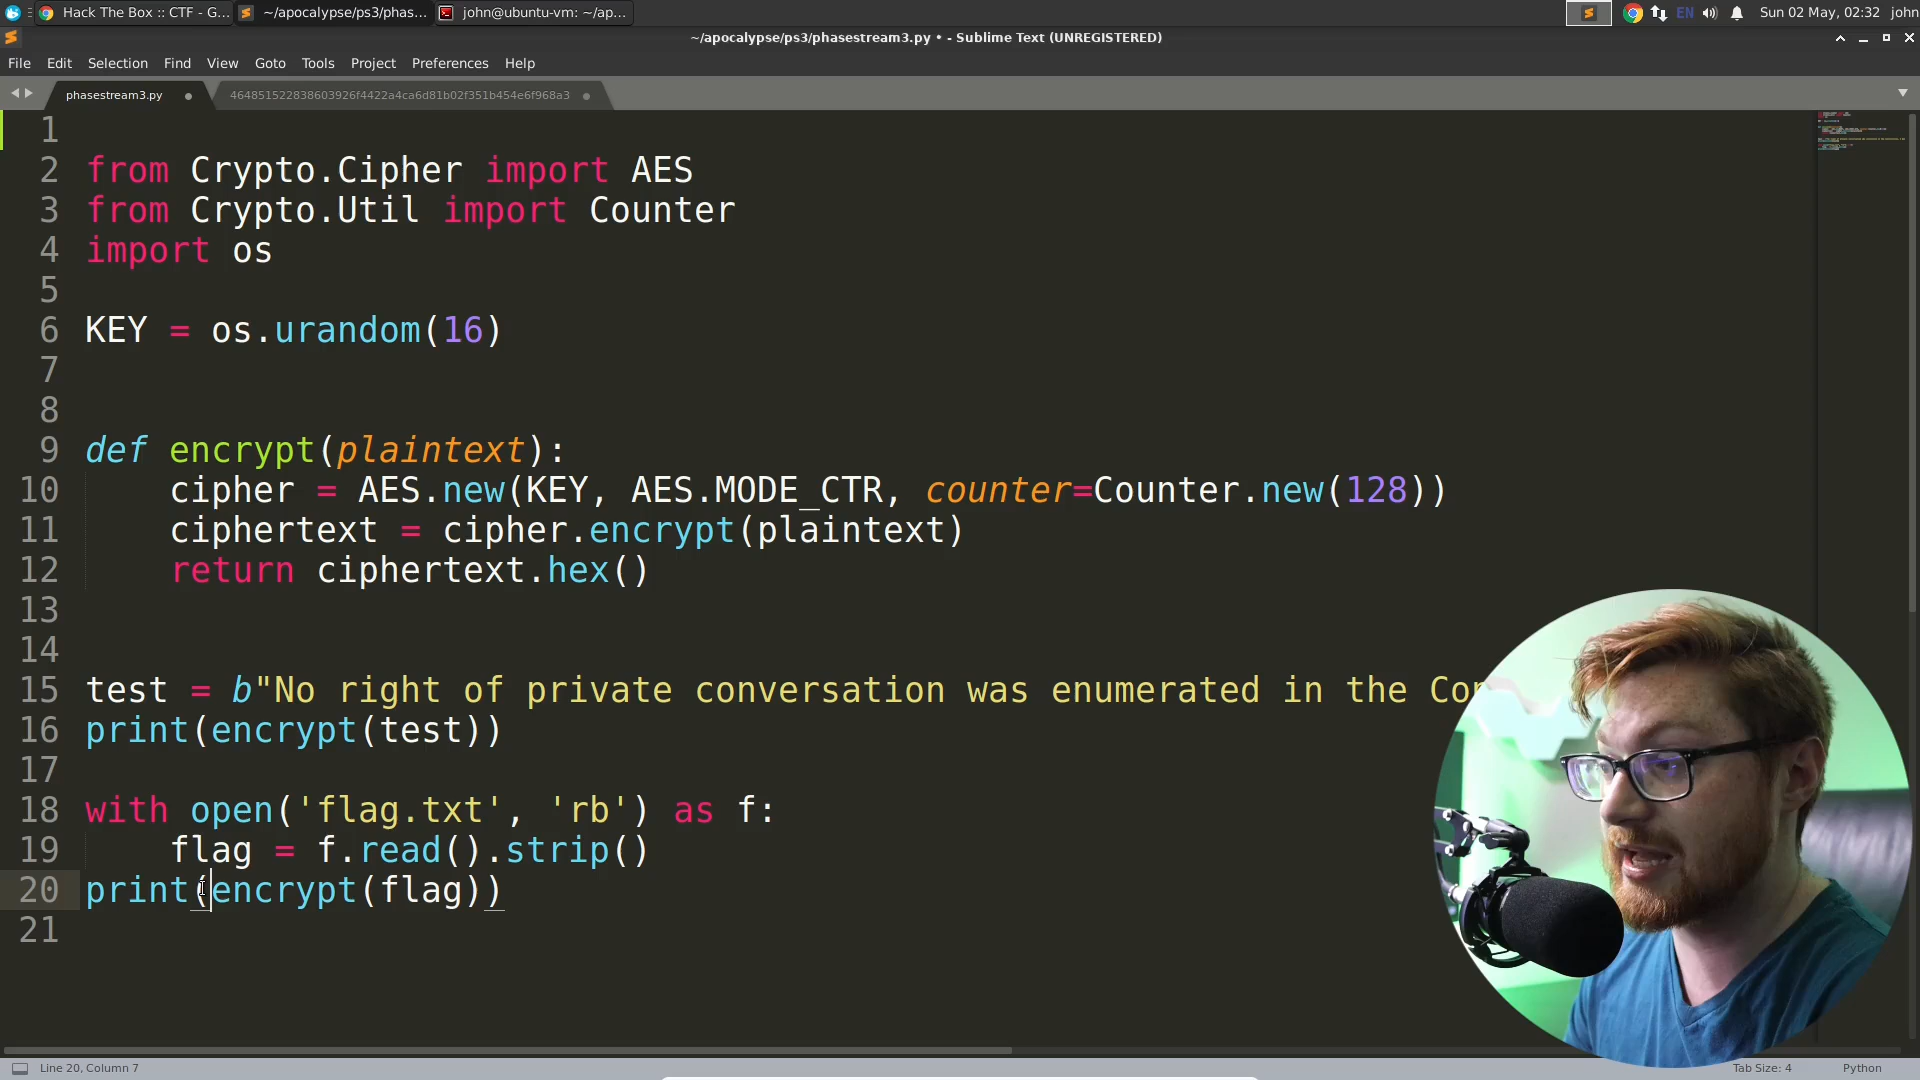 Hack The Box :: CTF - G...
~/apocalypse/ps3/phas...
john@ubuntu-vm: ~/ap...
EN
Sun 02 May, 02:32
john
~/apocalypse/ps3/phasestream3.py • - Sublime Text (UNREGISTERED)
File Edit Selection Find View Goto Tools Project Preferences Help
phasestream3.py
464851522838603926f4422a4ca6d81b02f351b454e6f968a3
1
2 from Crypto.Cipher import AES
3 from Crypto.Util import Counter
4 import os
5
6 KEY = os.urandom(16)
7
8
9 def encrypt(plaintext):
10 cipher = AES.new(KEY, AES.MODE_CTR, counter=Counter.new(128))
11 ciphertext = cipher.encrypt(plaintext)
12 return ciphertext.hex()
13
14
15 test = b"No right of private conversation was enumerated in the Con
16 print(encrypt(test))
17
18 with open('flag.txt', 'rb') as f:
19 flag = f.read().strip()
20 print(encrypt(flag))
21
Line 20, Column 7
Tab Size: 4
Python